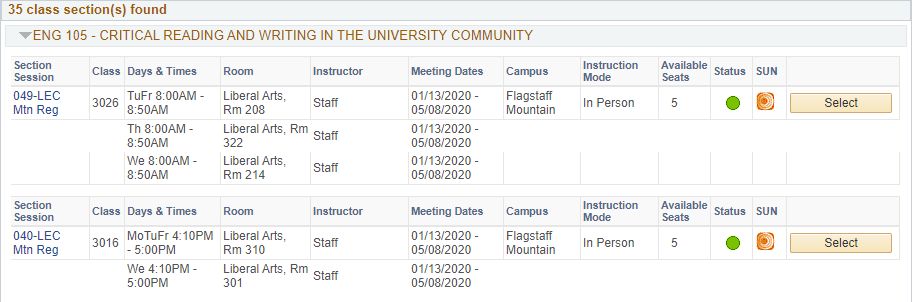 35 class section(s) found
ENG 105 - CRITICAL READING AND WRITING IN THE UNIVERSITY COMMUNITY
Section Session Class Days & Times Room Instructor Meeting Dates Campus Instruction Mode Available Seats Status SUN
049-LEC Mtn Reg 3026 TuFr 8:00AM - 8:50AM Liberal Arts, Rm 208 Staff 01/13/2020 - 05/08/2020 Flagstaff Mountain In Person 5 Select
Th 8:00AM - 8:50AM Liberal Arts, Rm 322 Staff 01/13/2020 - 05/08/2020
We 8:00AM - 8:50AM Liberal Arts, Rm 214 Staff 01/13/2020 - 05/08/2020
Section Session Class Days & Times Room Instructor Meeting Dates Campus Instruction Mode Available Seats Status SUN
040-LEC Mtn Reg 3016 MoTuFr 4:10PM - 5:00PM Liberal Arts, Rm 310 Staff 01/13/2020 - 05/08/2020 Flagstaff Mountain In Person 5 Select
We 4:10PM - 5:00PM Liberal Arts, Rm 301 Staff 01/13/2020 - 05/08/2020